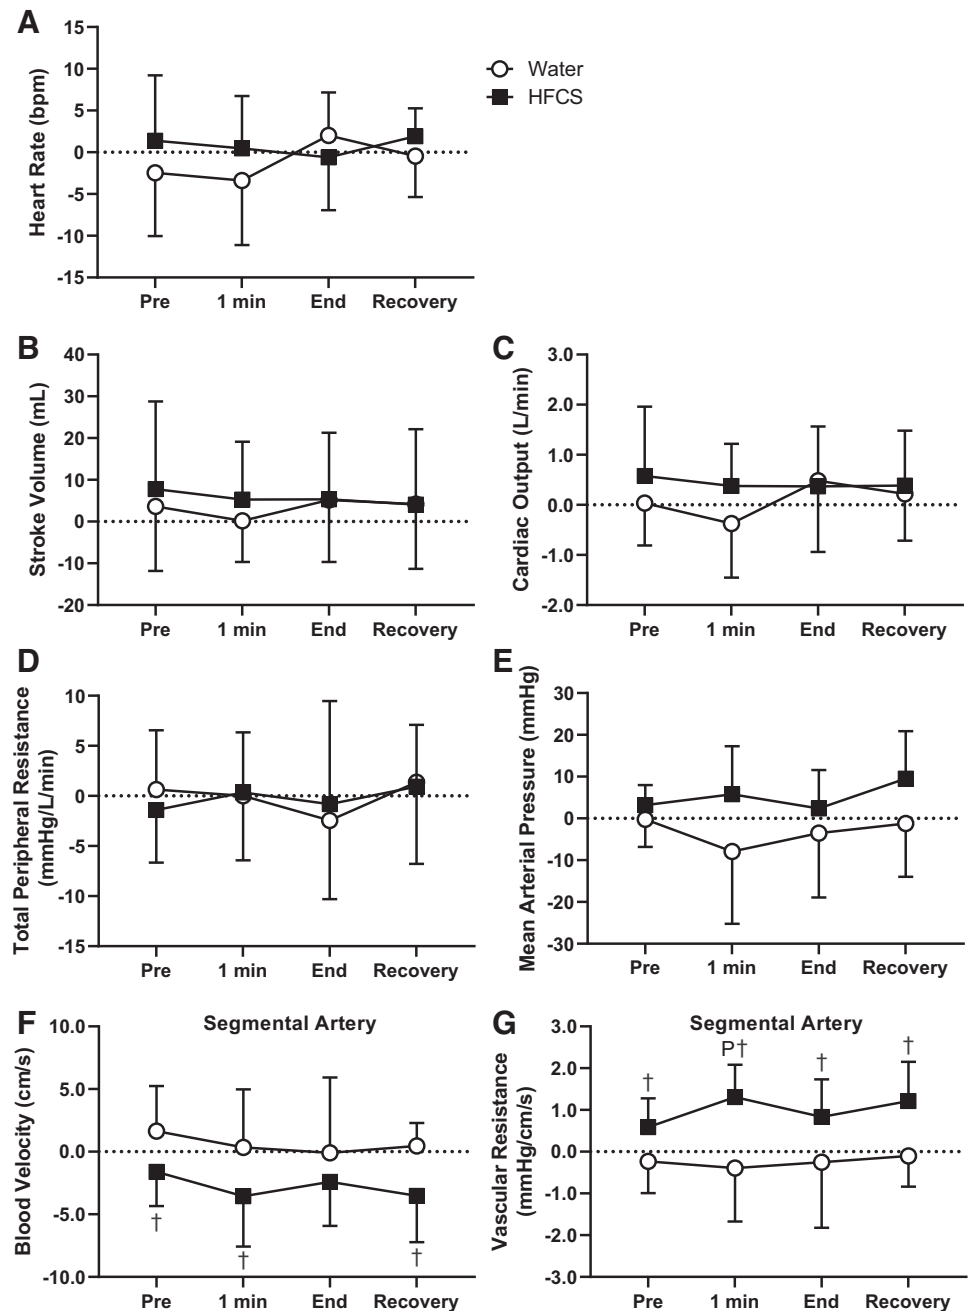 A
Heart Rate (bpm)
15
10
5
0
-5
-10
-15
Pre 1 min End Recovery
Water
HFCS
B
Stroke Volume (mL)
40
30
20
10
0
-10
-20
Pre 1 min End Recovery
C
Cardiac Output (L/min)
3.0
2.0
1.0
0.0
-1.0
-2.0
Pre 1 min End Recovery
D
Total Peripheral Resistance
(mmHg/L/min)
10
5
0
-5
-10
-15
Pre 1 min End Recovery
E
Mean Arterial Pressure (mmHg)
30
20
10
0
-10
-20
-30
Pre 1 min End Recovery
F
Segmental Artery
Blood Velocity (cm/s)
10.0
5.0
0.0
-5.0
-10.0
† † †
Pre 1 min End Recovery
G
Segmental Artery
Vascular Resistance
(mmHg/cm/s)
3.0
2.0
1.0
0.0
-1.0
-2.0
-3.0
† P† † †
Pre 1 min End Recovery